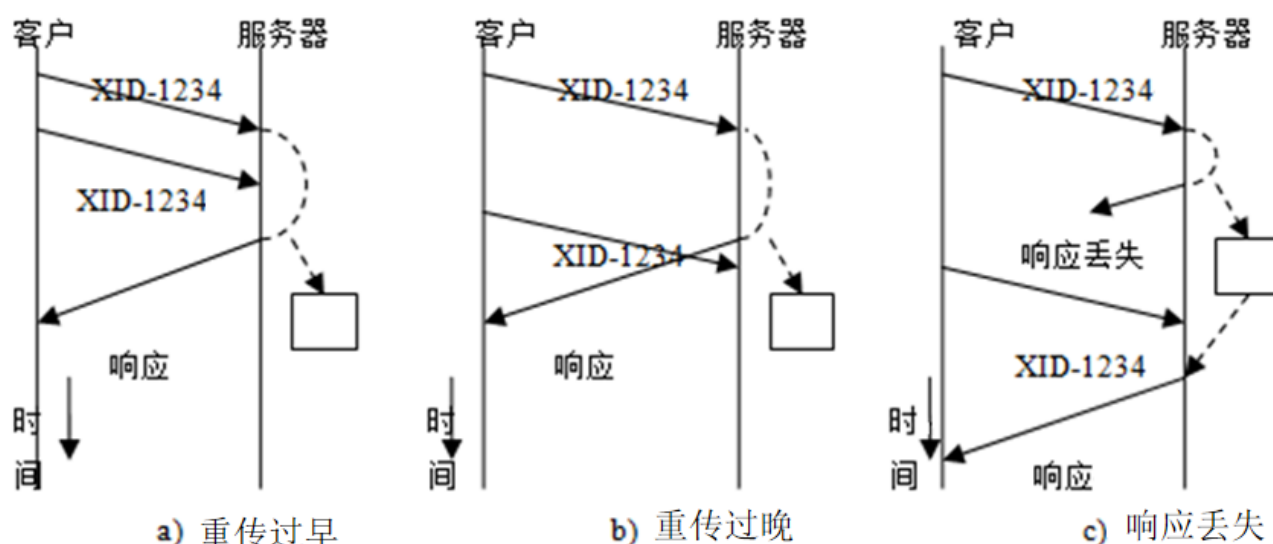 客户 服务器 客户 服务器 客户 服务器
XID-1234 XID-1234 XID-1234
XID-1234
XID-1234 响应丢失
响应 响应 XID-1234
时 时 时
间 间 间 响应
a) 重传过早 b) 重传过晚 c) 响应丢失